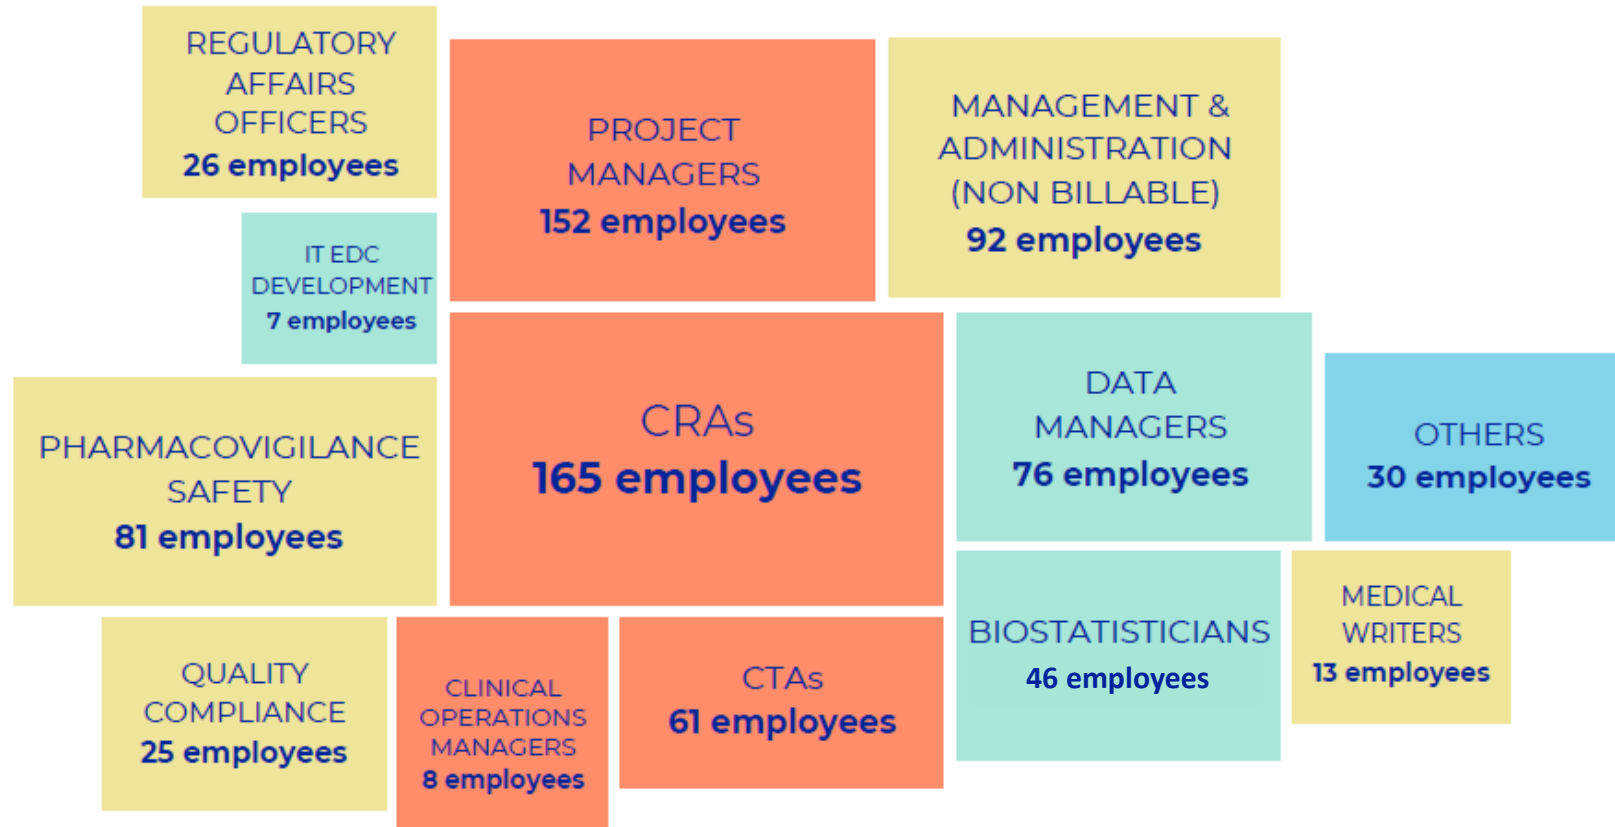 REGULATORY
AFFAIRS
OFFICERS
26 employees
PROJECT
MANAGERS
152 employees
MANAGEMENT &
ADMINISTRATION
(NON BILLABLE)
92 employees
IT EDC
DEVELOPMENT
7 employees
PHARMACOVIGILANCE
SAFETY
81 employees
CRAs
165 employees
DATA
MANAGERS
76 employees
OTHERS
30 employees
QUALITY
COMPLIANCE
25 employees
CLINICAL
OPERATIONS
MANAGERS
8 employees
CTAs
61 employees
BIOSTATISTICIANS
46 employees
MEDICAL
WRITERS
13 employees